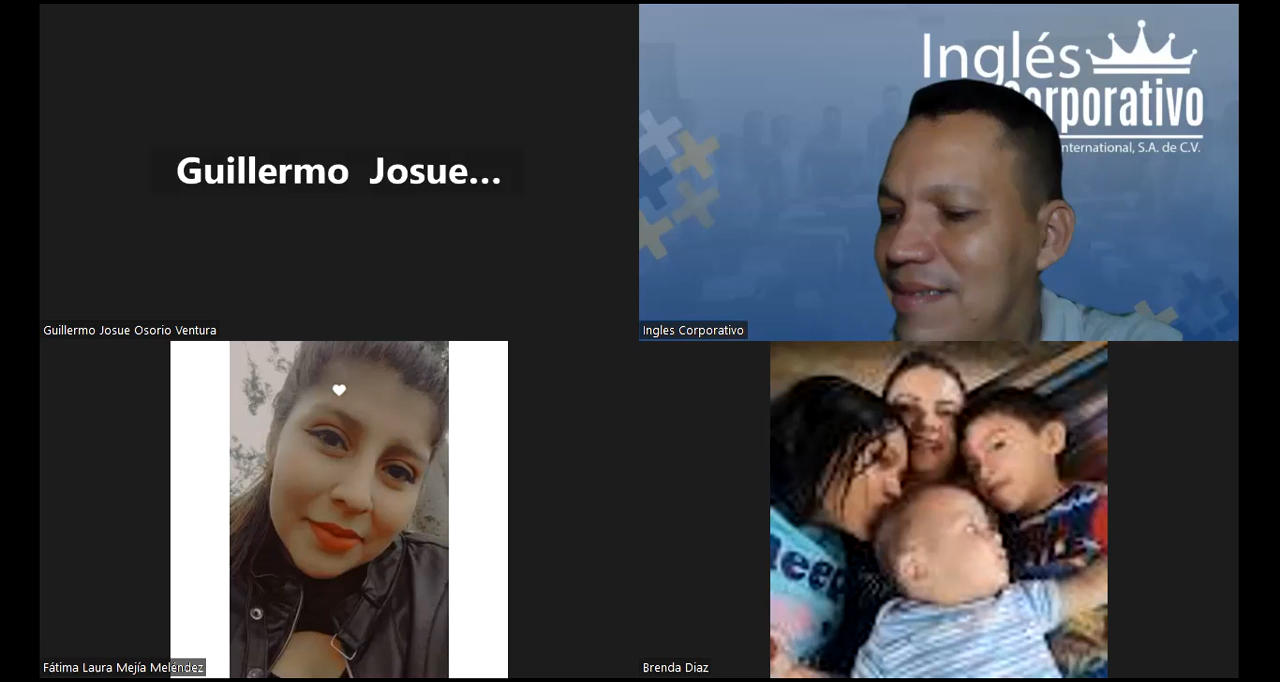 Guillermo Josue...
Guillermo Josue Osorio Ventura
Inglés
Corporativo
International, S.A. de C.V.
Ingles Corporativo
Fátima Laura Mejía Meléndez
Brenda Diaz